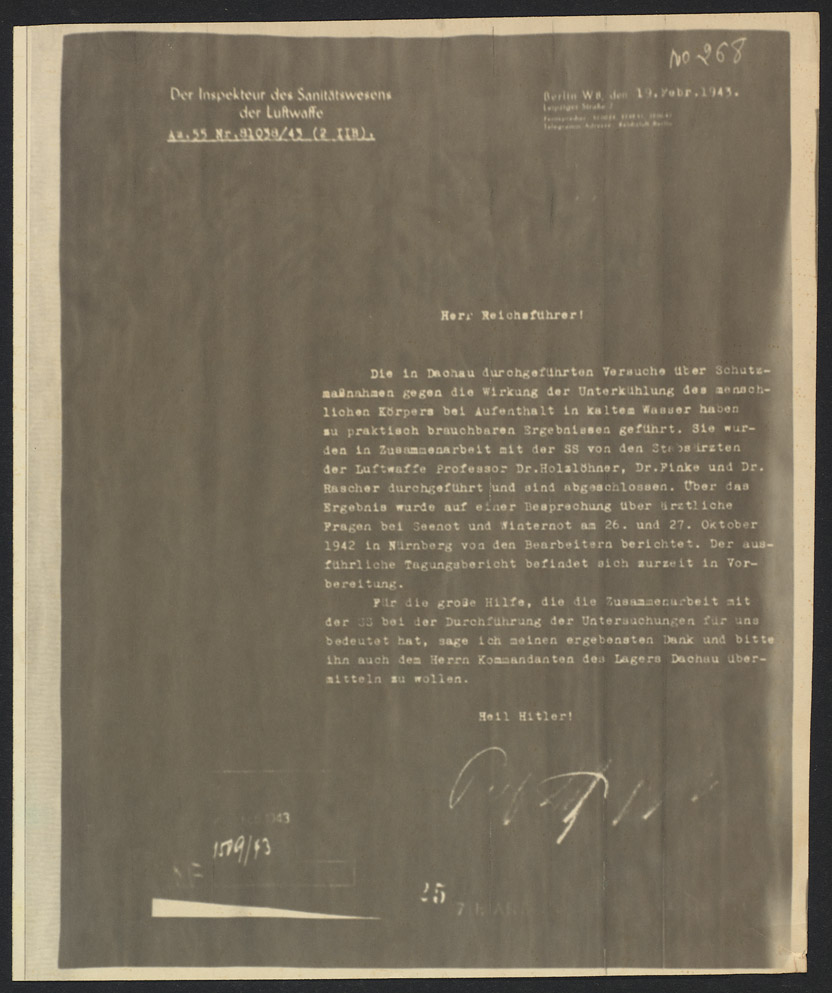 No 268
Der Inspekteur des Sanitätswesens
der Luftwaffe
Az.55 Nr.81038/43 (2 IIB).
Berlin W8, den 19.Febr.1943.
Leipziger Straße 7
Herr Reichsführer!
Die in Dachau durchgeführten Versuche über Schutz-
maßnahmen gegen die Wirkung der Unterkühlung des mensch-
lichen Körpers bei Aufenthalt in kaltem Wasser haben
zu praktisch brauchbaren Ergebnissen geführt. Sie wur-
den in Zusammenarbeit mit der SS von den Stabsärzten
der Luftwaffe Professor Dr.Holzlöhner, Dr.Finke und Dr.
Rascher durchgeführt und sind abgeschlossen. Über das
Ergebnis wurde auf einer Besprechung über ärztliche
Fragen bei Seenot und Winternot am 26. und 27. Oktober
1942 in Nürnberg von den Bearbeitern berichtet. Der aus-
führliche Tagungsbericht befindet sich zurzeit in Vor-
bereitung.
Für die große Hilfe, die die Zusammenarbeit mit
der SS bei der Durchführung der Untersuchungen für uns
bedeutet hat, sage ich meinen ergebensten Dank und bitte
ihn auch dem Herrn Kommandanten des Lagers Dachau über-
mitteln zu wollen.
Heil Hitler!
1943
1509/43